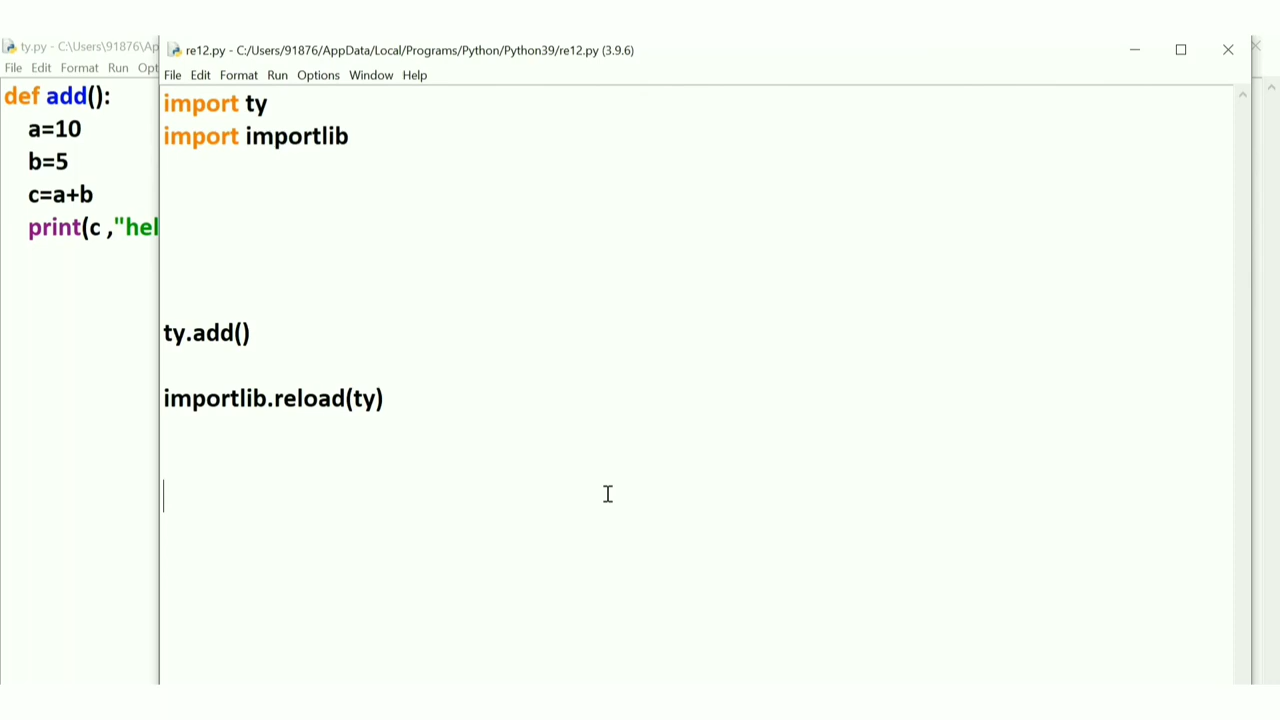 ty.py - C:\Users\91876\Ap
File Edit Format Run Opt
def add():
a=10
b=5
c=a+b
print(c ,"hel
re12.py - C:/Users/91876/AppData/Local/Programs/Python/Python39/re12.py (3.9.6)
File Edit Format Run Options Window Help
import ty
import importlib
ty.add()
importlib.reload(ty)